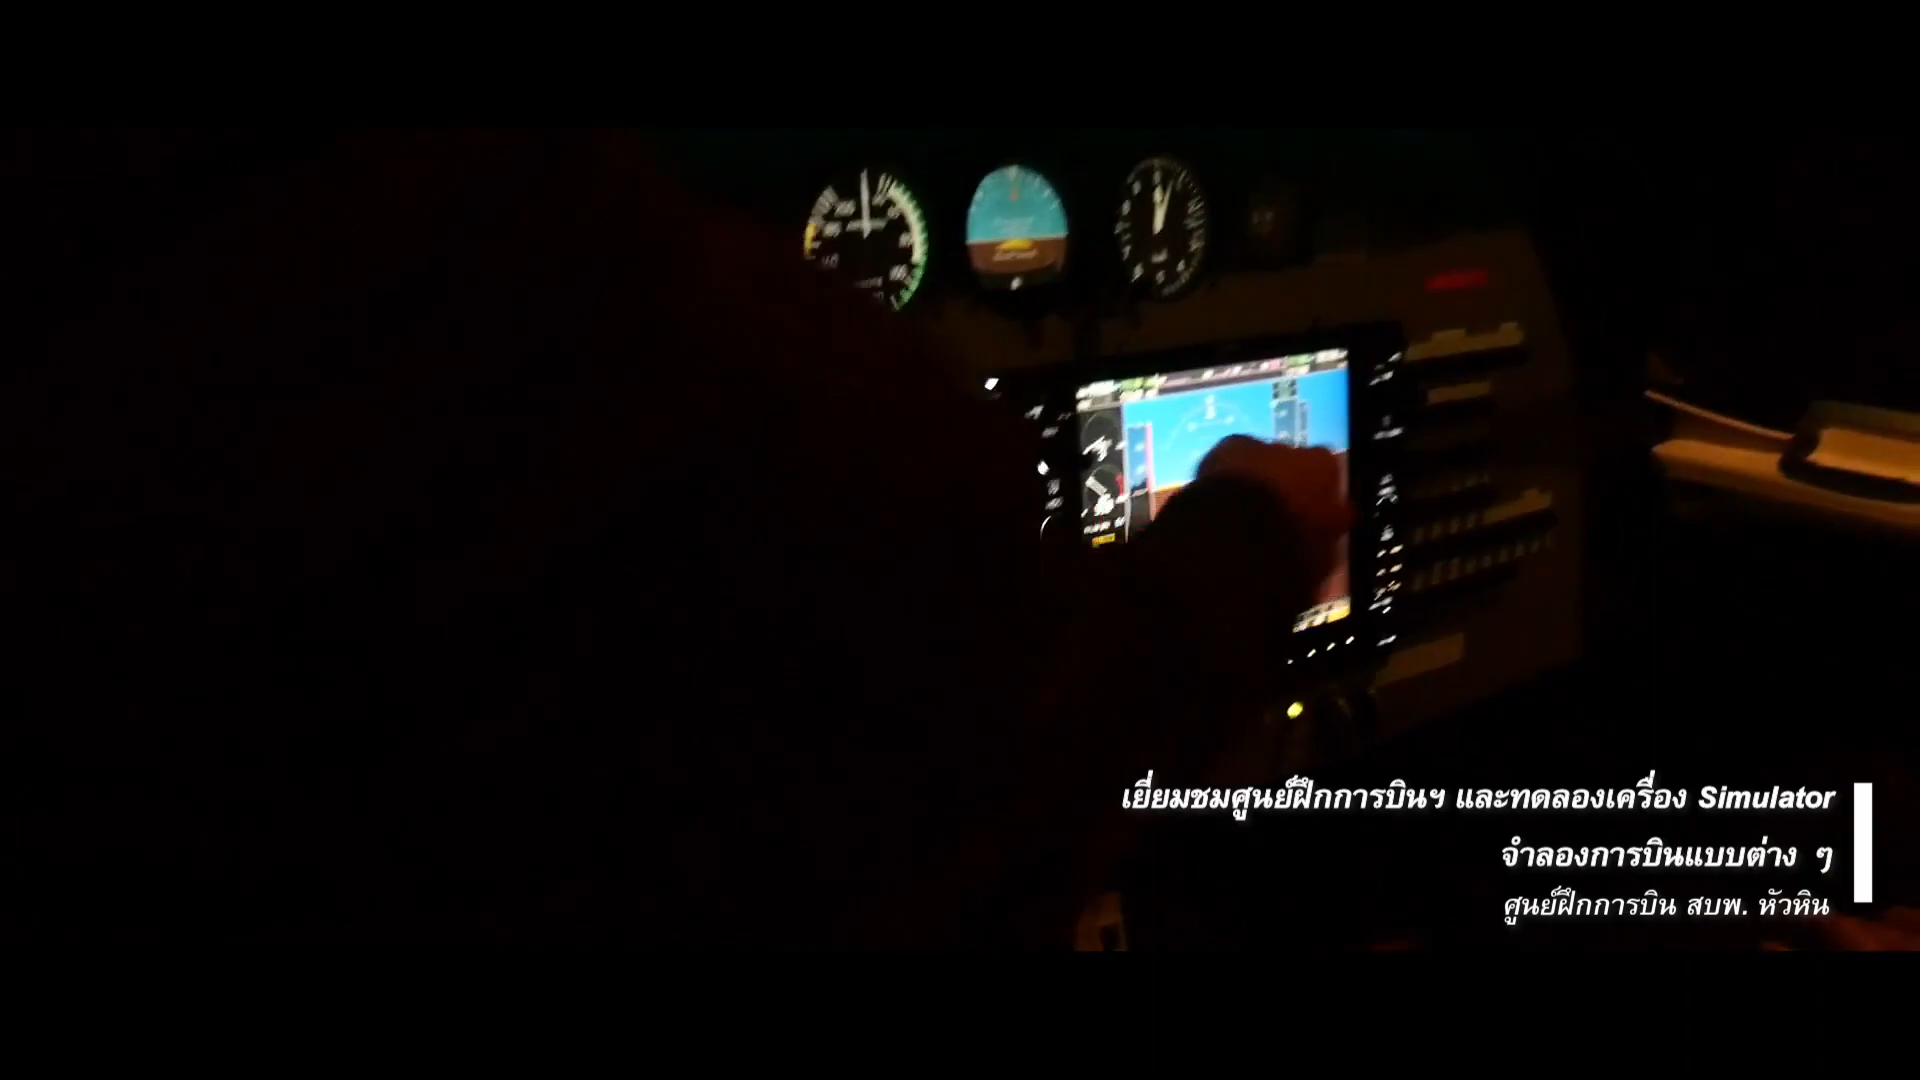 เยี่ยมชมศูนย์ฝึกการบินฯ และทดลองเครื่อง Simulator
จำลองการบินแบบต่าง ๆ
ศูนย์ฝึกการบิน สบพ. หัวหิน